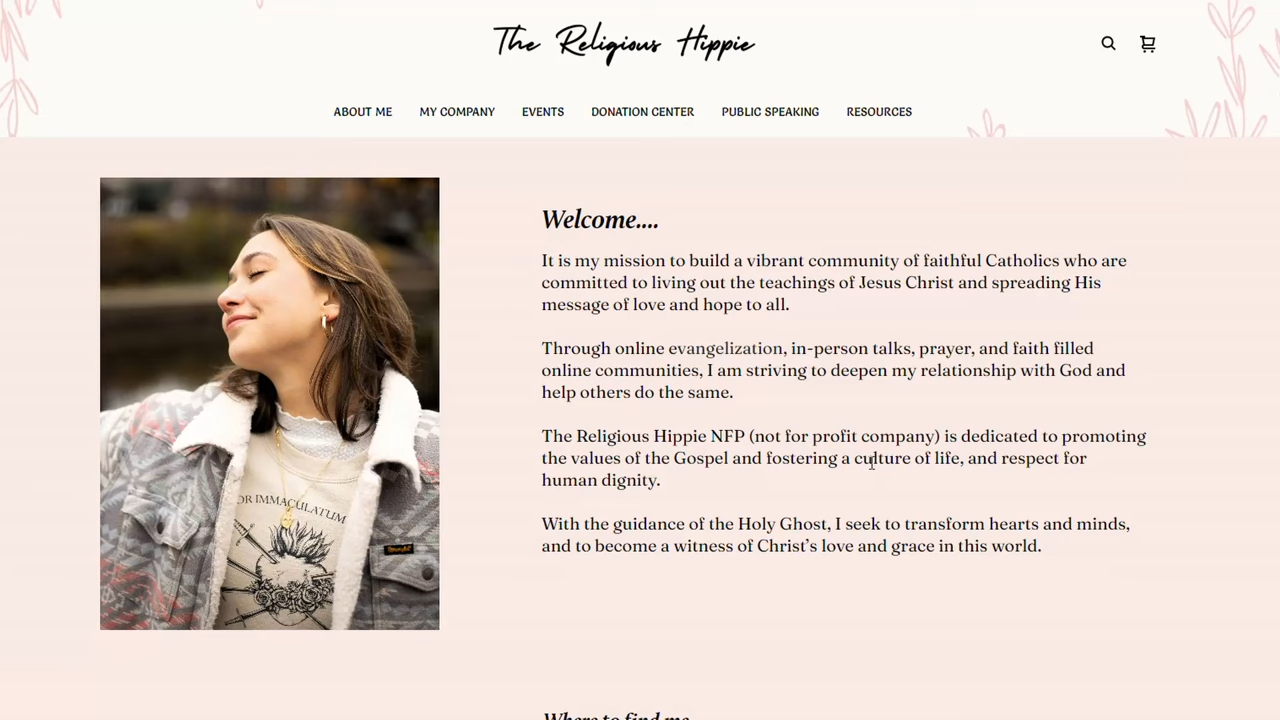 The Religious Hippie
ABOUT ME MY COMPANY EVENTS DONATION CENTER PUBLIC SPEAKING RESOURCES
Welcome....
It is my mission to build a vibrant community of faithful Catholics who are
committed to living out the teachings of Jesus Christ and spreading His
message of love and hope to all.
Through online evangelization, in-person talks, prayer, and faith filled
online communities, I am striving to deepen my relationship with God and
help others do the same.
The Religious Hippie NFP (not for profit company) is dedicated to promoting
the values of the Gospel and fostering a culture of life, and respect for
human dignity.
With the guidance of the Holy Ghost, I seek to transform hearts and minds,
and to become a witness of Christ’s love and grace in this world.
OR IMMACULATUM
Where to find me